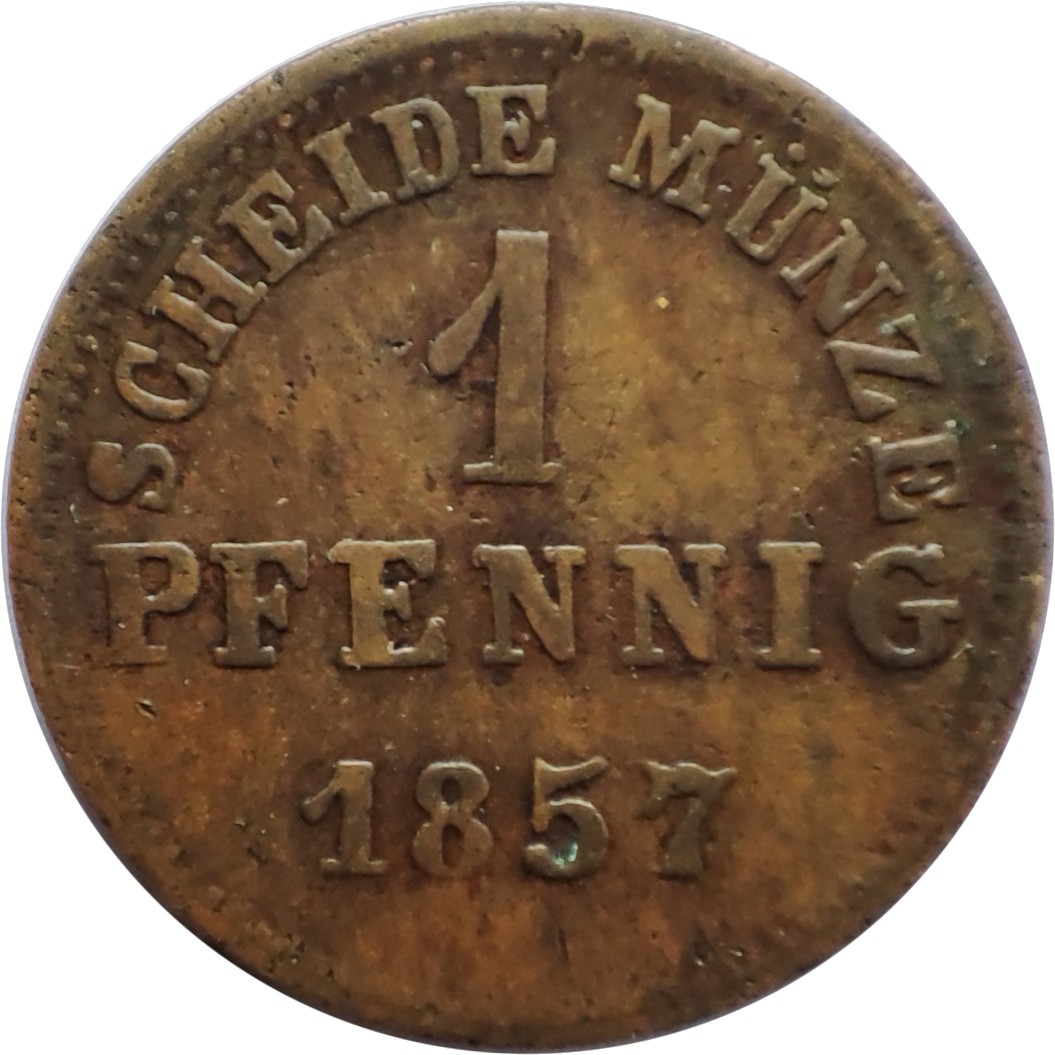 SCHEIDE MÜNZE
1
PFENNIG
1857